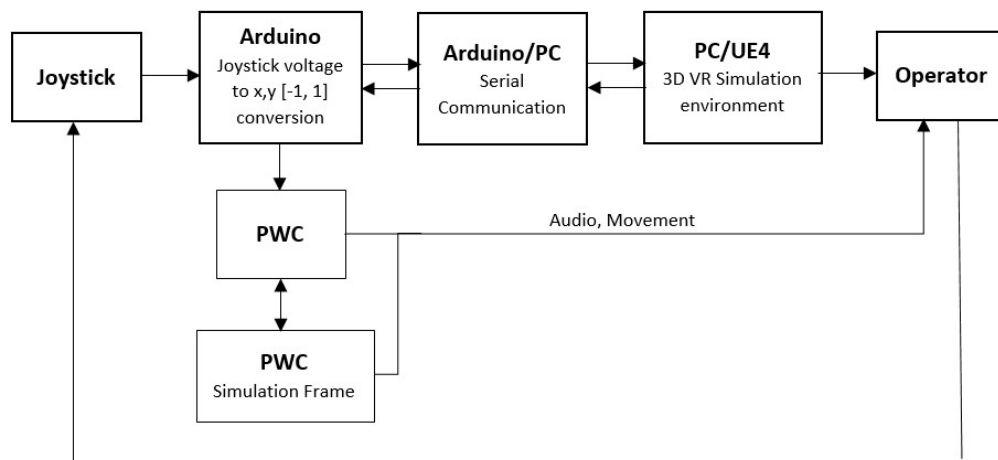 Joystick
Arduino
Joystick voltage
to x,y [-1, 1]
conversion
Arduino/PC
Serial
Communication
PC/UE4
3D VR Simulation
environment
Operator
PWC
Audio, Movement
PWC
Simulation Frame